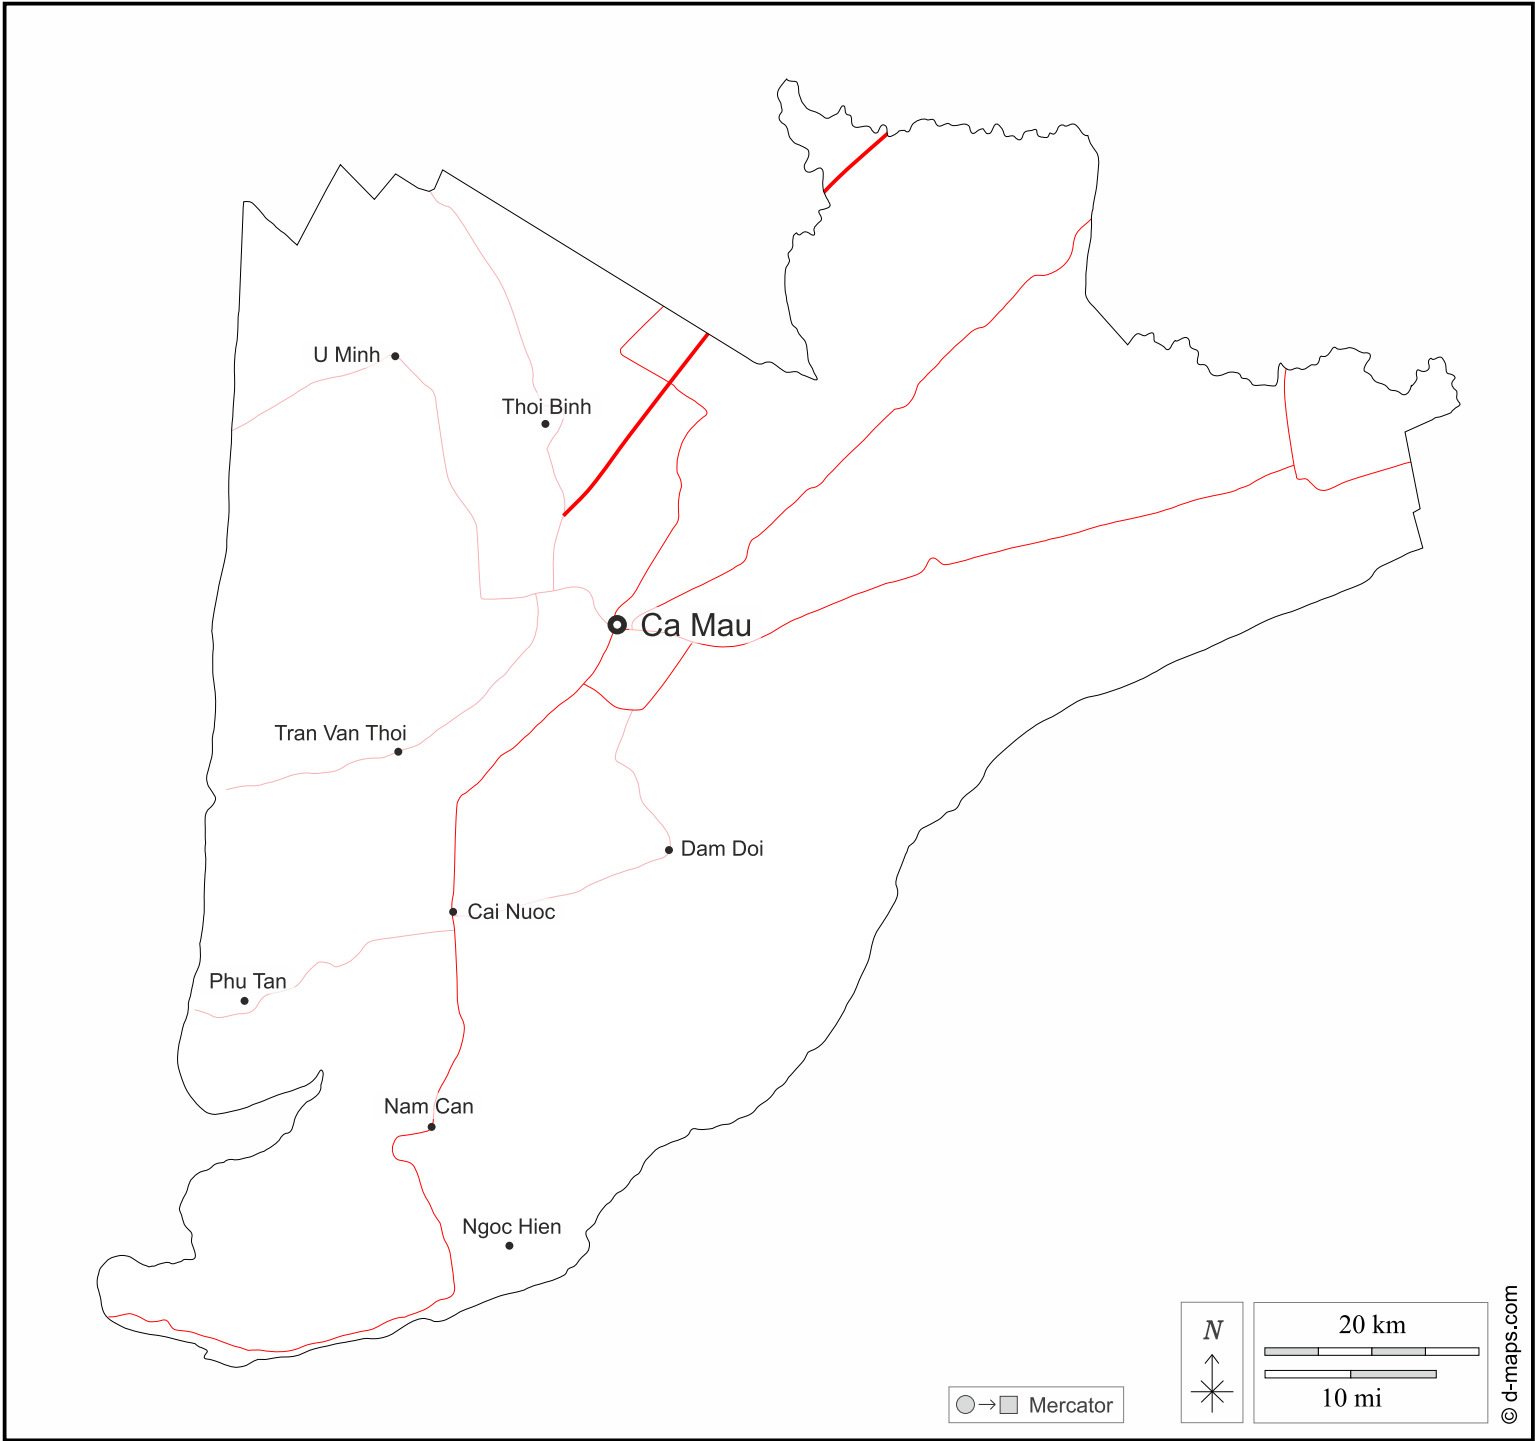 U Minh
Thoi Binh
Ca Mau
Tran Van Thoi
Dam Doi
Cai Nuoc
Phu Tan
Nam Can
Ngoc Hien
N
20 km
10 mi
Mercator
© d-maps.com